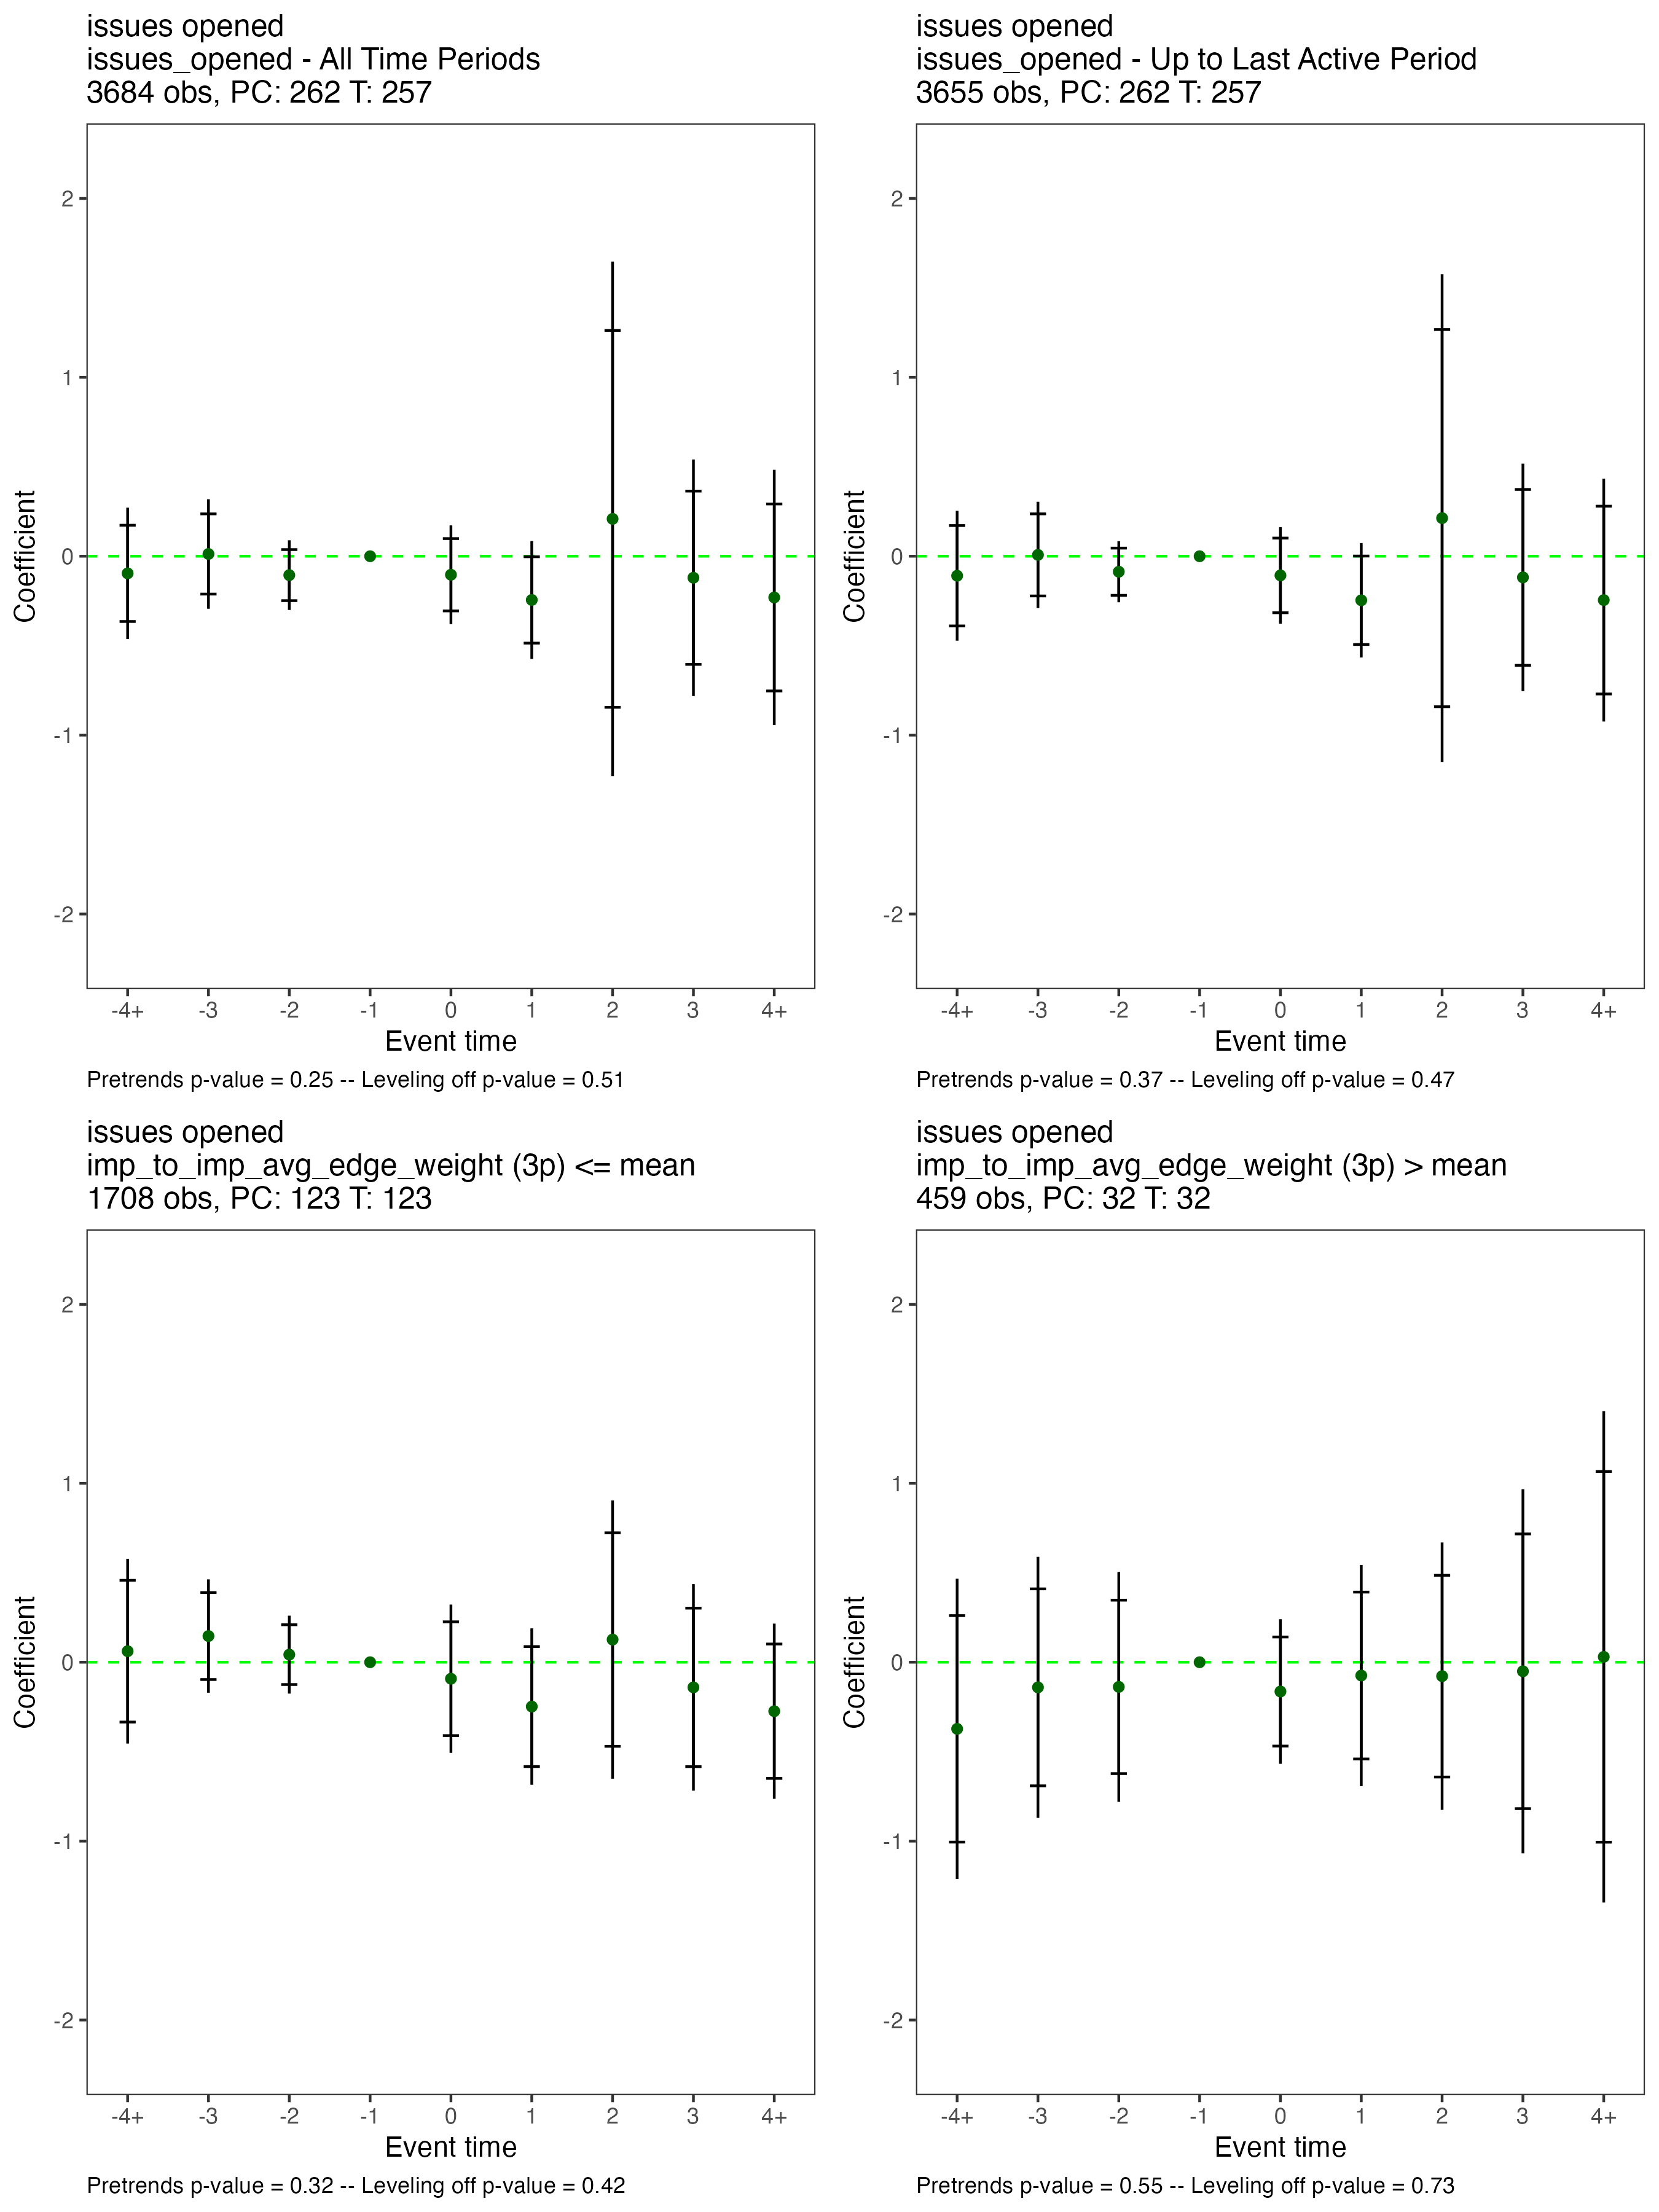 issues opened
issues_opened - All Time Periods
3684 obs, PC: 262 T: 257
2
1
0
-1
-2
Coefficient
-4+ -3 -2 -1 0 1 2 3 4+
Event time
Pretrends p-value = 0.25 -- Leveling off p-value = 0.51
issues opened
issues_opened - Up to Last Active Period
3655 obs, PC: 262 T: 257
2
1
0
-1
-2
Coefficient
-4+ -3 -2 -1 0 1 2 3 4+
Event time
Pretrends p-value = 0.37 -- Leveling off p-value = 0.47
issues opened
imp_to_imp_avg_edge_weight (3p) <= mean
1708 obs, PC: 123 T: 123
2
1
0
-1
-2
Coefficient
-4+ -3 -2 -1 0 1 2 3 4+
Event time
Pretrends p-value = 0.32 -- Leveling off p-value = 0.42
issues opened
imp_to_imp_avg_edge_weight (3p) > mean
459 obs, PC: 32 T: 32
2
1
0
-1
-2
Coefficient
-4+ -3 -2 -1 0 1 2 3 4+
Event time
Pretrends p-value = 0.55 -- Leveling off p-value = 0.73